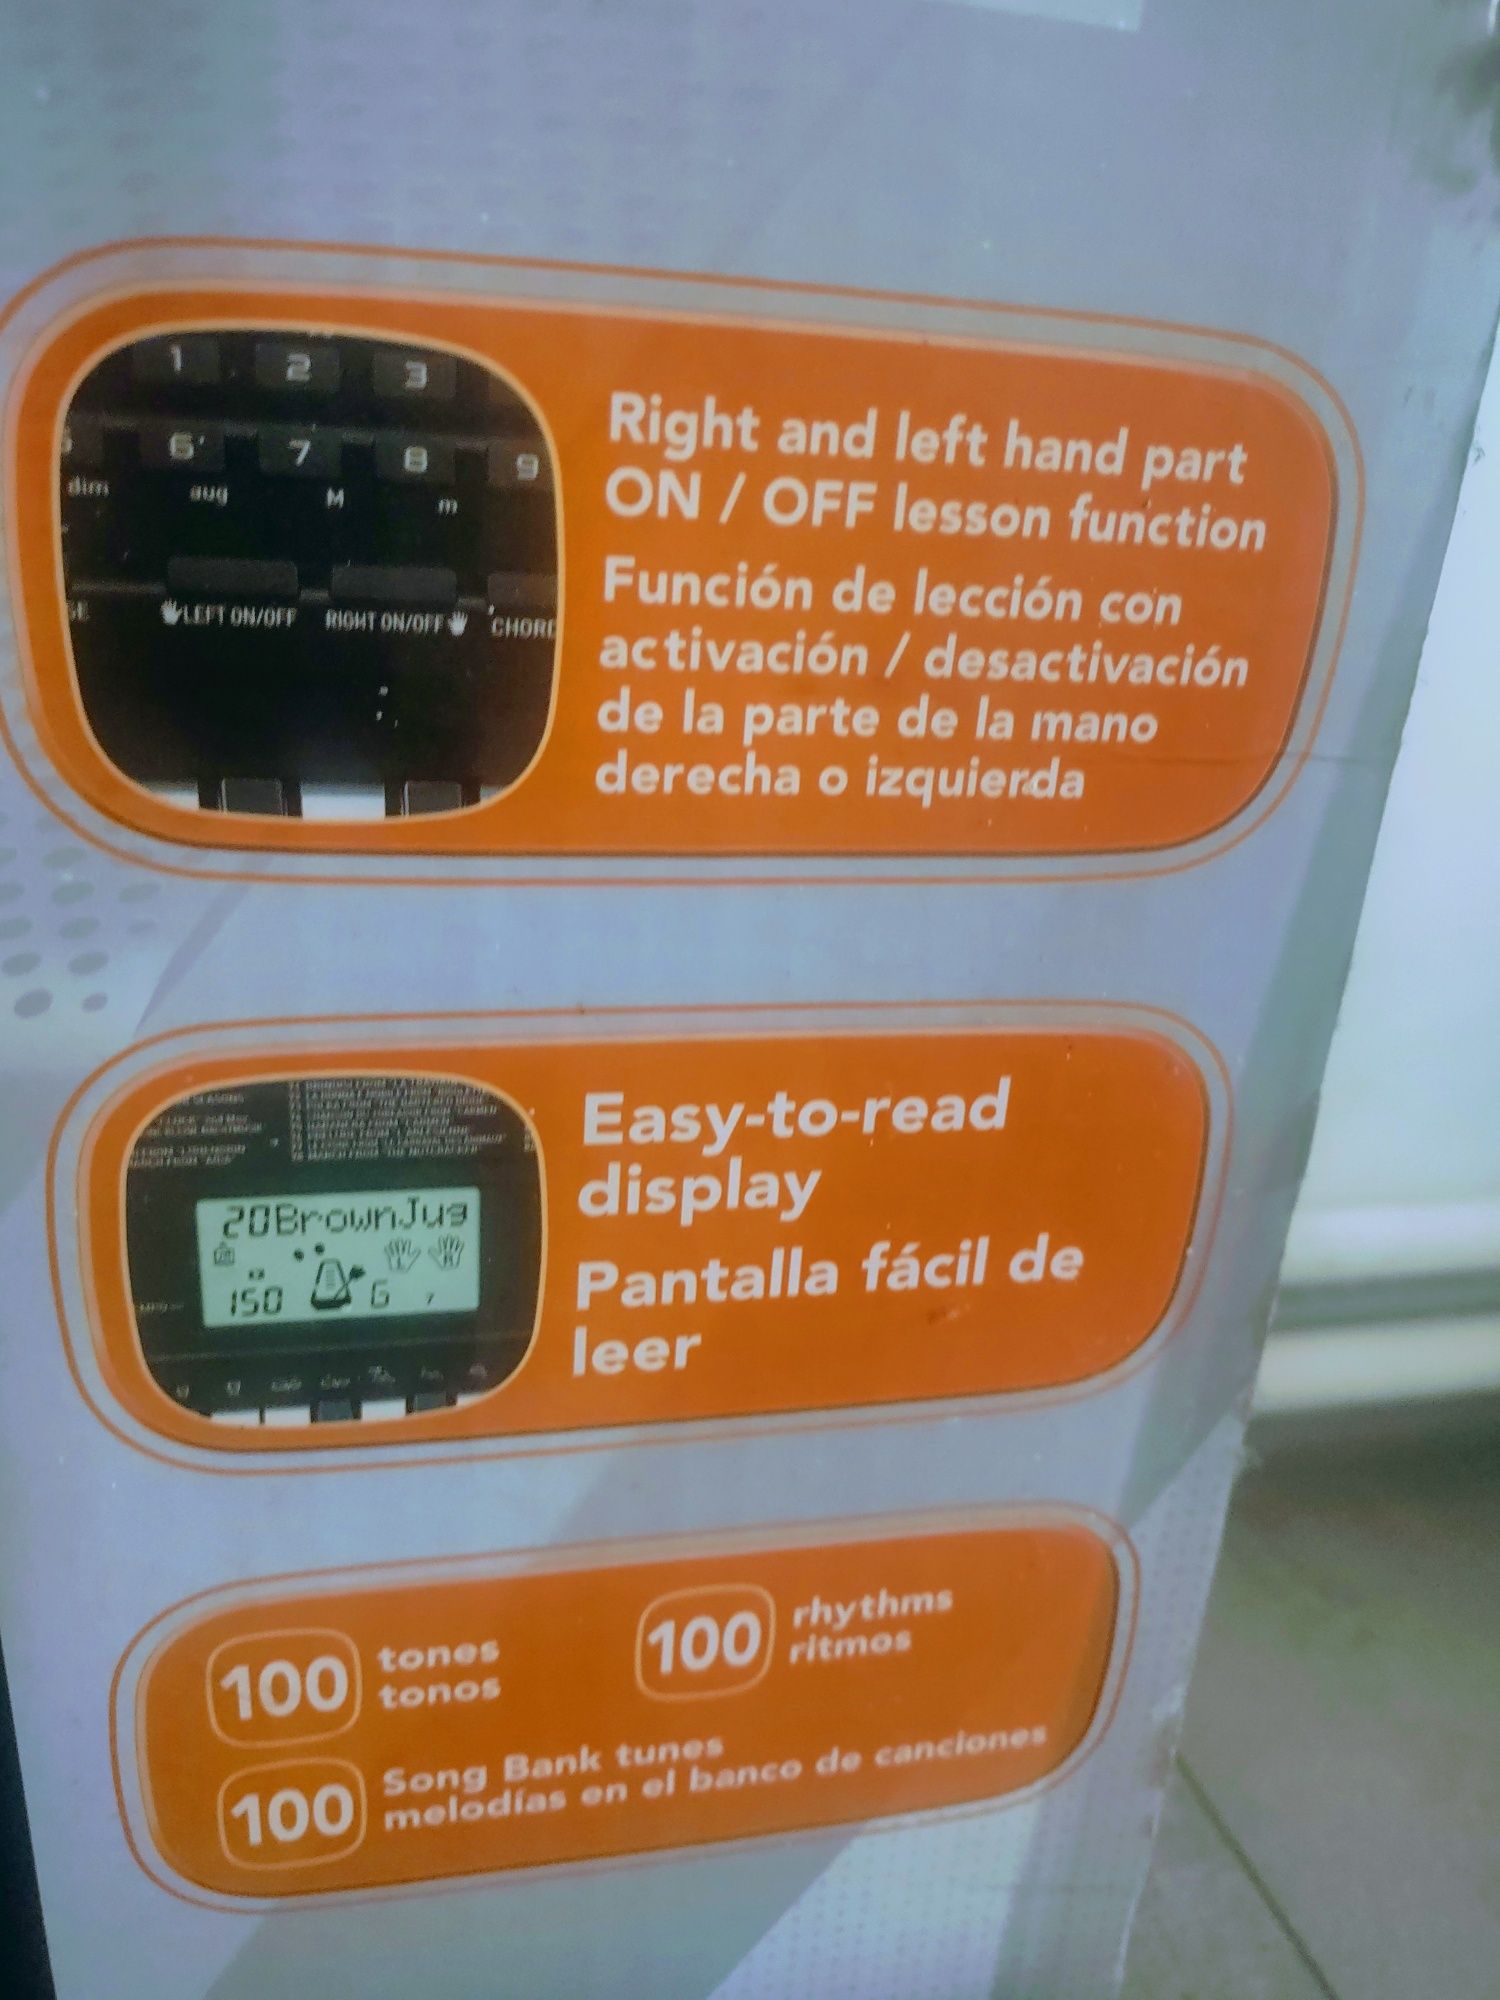 1 2 3
6 7 8 9
dim aug M m
LEFT ON/OFF RIGHT ON/OFF CHORD
Right and left hand part
ON / OFF lesson function
Función de lección con
activación / desactivación
de la parte de la mano
derecha o izquierda
20BrownJug
150 G
Easy-to-read
display
Pantalla fácil de
leer
100 tones
tonos
100 rhythms
ritmos
100 Song Bank tunes
melodías en el banco de canciones